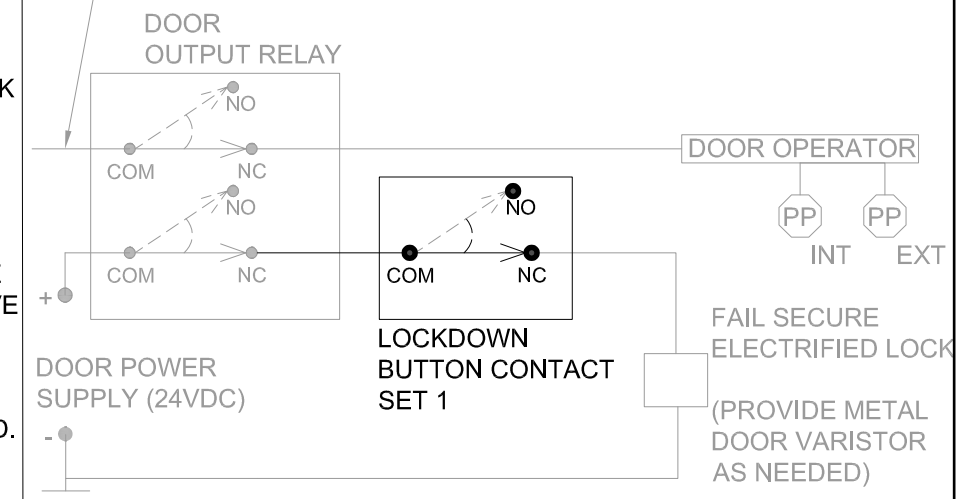 DOOR
OUTPUT RELAY
K
NO
COM
NC
DOOR OPERATOR
NO
COM
NC
NO
COM
NC
PP
PP
INT
EXT
+
VE
LOCKDOWN
BUTTON CONTACT
SET 1
FAIL SECURE
ELECTRIFIED LOCK
DOOR POWER
SUPPLY (24VDC)
(PROVIDE METAL
DOOR VARISTOR
AS NEEDED)
D.
-